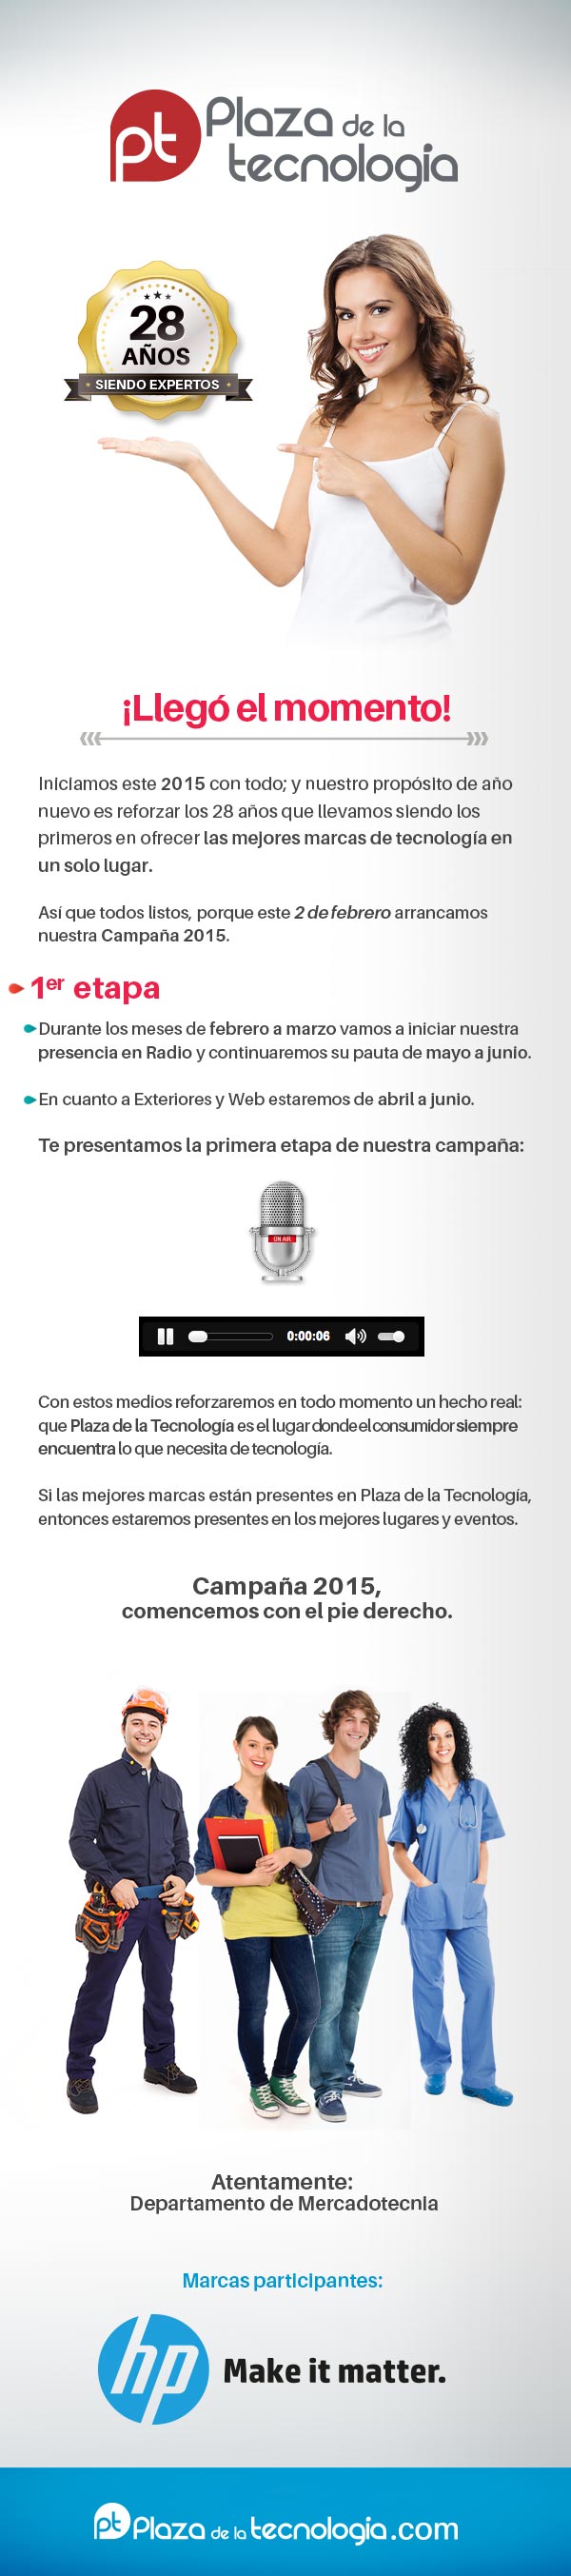 pt Plaza de la
tecnología
28
AÑOS
SIENDO EXPERTOS
¡Llegó el momento!
Iniciamos este 2015 con todo; y nuestro propósito de año
nuevo es reforzar los 28 años que llevamos siendo los
primeros en ofrecer las mejores marcas de tecnología en
un solo lugar.
Así que todos listos, porque este 2 de febrero arrancamos
nuestra Campaña 2015.
1er etapa
Durante los meses de febrero a marzo vamos a iniciar nuestra
presencia en Radio y continuaremos su pauta de mayo a junio.
En cuanto a Exteriores y Web estaremos de abril a junio.
Te presentamos la primera etapa de nuestra campaña:
ON AIR
0:00:06
Con estos medios reforzaremos en todo momento un hecho real:
que Plaza de la Tecnología es el lugar donde el consumidor siempre
encuentra lo que necesita de tecnología.
Si las mejores marcas están presentes en Plaza de la Tecnología,
entonces estaremos presentes en los mejores lugares y eventos.
Campaña 2015,
comencemos con el pie derecho.
Atentamente:
Departamento de Mercadotecnia
Marcas participantes:
hp Make it matter.
pt Plaza de la tecnología.com